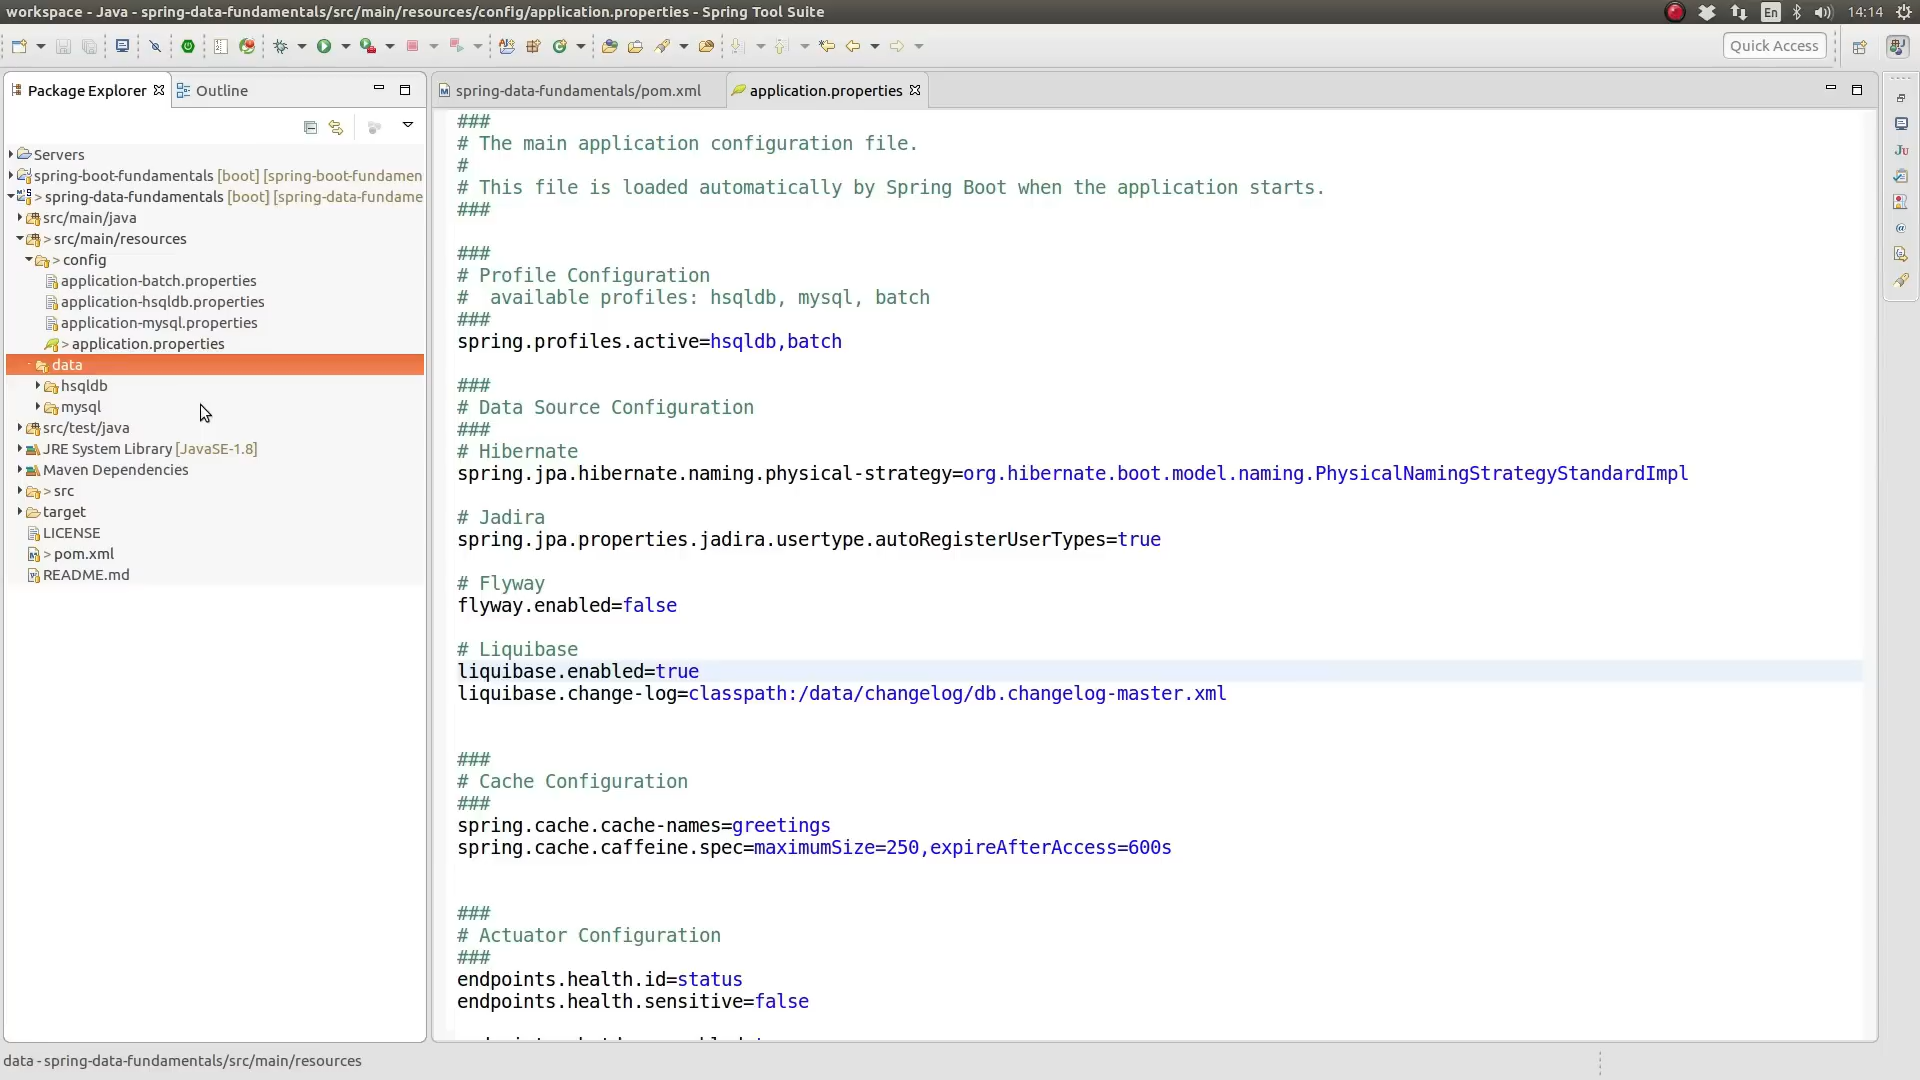 workspace - Java - spring-data-fundamentals/src/main/resources/config/application.properties - Spring Tool Suite
En
14:14
Quick Access
Package Explorer
Outline
spring-data-fundamentals/pom.xml
application.properties
Servers
spring-boot-fundamentals [boot] [spring-boot-fundamen
> spring-data-fundamentals [boot] [spring-data-fundame
src/main/java
> src/main/resources
> config
application-batch.properties
application-hsqldb.properties
application-mysql.properties
> application.properties
data
hsqldb
mysql
src/test/java
JRE System Library [JavaSE-1.8]
Maven Dependencies
> src
target
LICENSE
> pom.xml
README.md
###
# The main application configuration file.
#
# This file is loaded automatically by Spring Boot when the application starts.
###
###
# Profile Configuration
#  available profiles: hsqldb, mysql, batch
###
spring.profiles.active=hsqldb,batch
###
# Data Source Configuration
###
# Hibernate
spring.jpa.hibernate.naming.physical-strategy=org.hibernate.boot.model.naming.PhysicalNamingStrategyStandardImpl
# Jadira
spring.jpa.properties.jadira.usertype.autoRegisterUserTypes=true
# Flyway
flyway.enabled=false
# Liquibase
liquibase.enabled=true
liquibase.change-log=classpath:/data/changelog/db.changelog-master.xml
###
# Cache Configuration
###
spring.cache.cache-names=greetings
spring.cache.caffeine.spec=maximumSize=250,expireAfterAccess=600s
###
# Actuator Configuration
###
endpoints.health.id=status
endpoints.health.sensitive=false
data - spring-data-fundamentals/src/main/resources